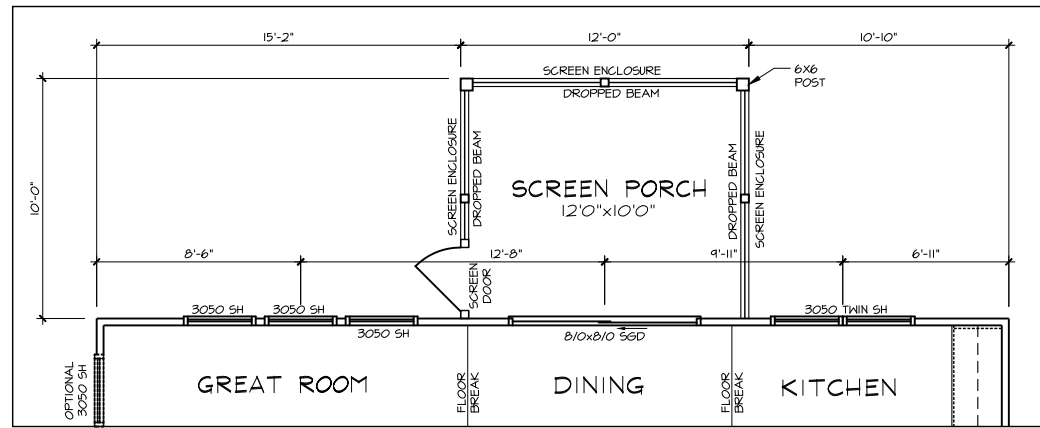 15'-2"
12'-0"
10'-10"
SCREEN ENCLOSURE
DROPPED BEAM
6X6
POST
10'-0"
SCREEN ENCLOSURE
DROPPED BEAM
SCREEN PORCH
12'0"x10'0"
DROPPED BEAM
SCREEN ENCLOSURE
8'-6"
12'-8"
9'-11"
6'-11"
SCREEN
DOOR
3050 SH
3050 SH
3050 SH
8/0x8/0 SGD
3050 TWIN SH
OPTIONAL
3050 SH
GREAT ROOM
FLOOR
BREAK
DINING
FLOOR
BREAK
KITCHEN